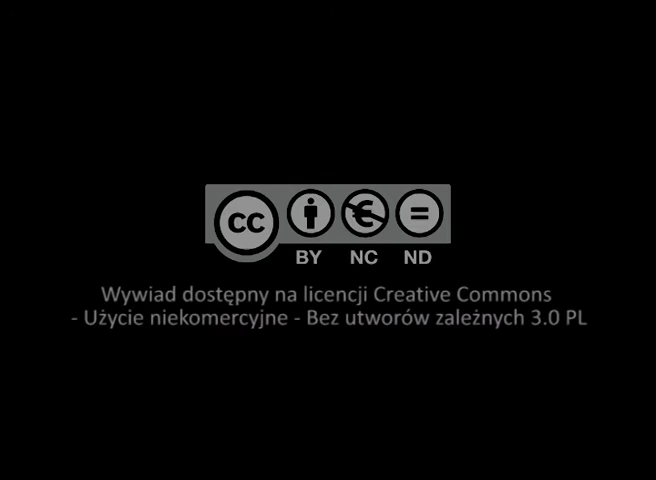 cc
BY NC ND
Wywiad dostępny na licencji Creative Commons
- Użycie niekomercyjne - Bez utworów zależnych 3.0 PL